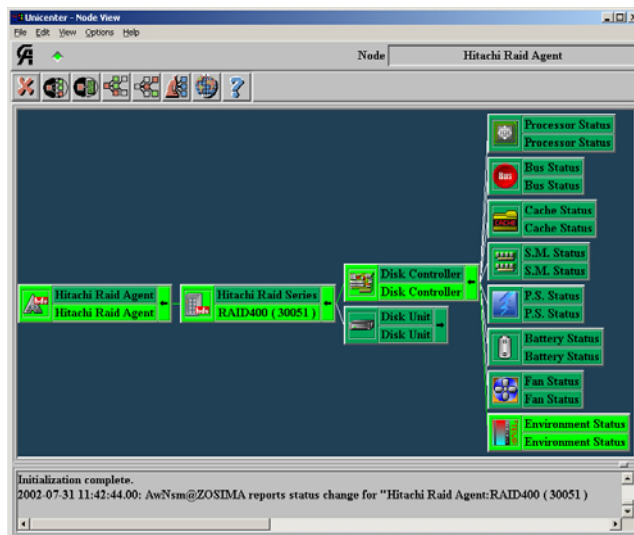 Unicenter - Node View
File Edit View Options Help
Node Hitachi Raid Agent
Processor Status
Processor Status
Bus
Bus Status
Bus Status
CACHE
Cache Status
Cache Status
S.M. Status
S.M. Status
Disk Controller
Disk Controller
Hitachi Raid Agent
Hitachi Raid Agent
Hitachi Raid Series
RAID400 ( 30051 )
P.S. Status
P.S. Status
Disk Unit
Disk Unit
Battery Status
Battery Status
Fan Status
Fan Status
Environment Status
Environment Status
Initialization complete.
2002-07-31 11:42:44.00: AwNsm@ZOSIMA reports status change for "Hitachi Raid Agent:RAID400 ( 30051 )